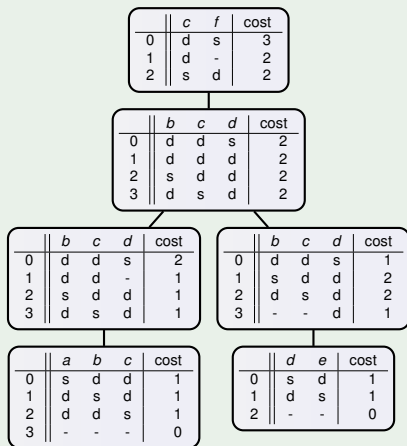 c f cost
0 d s 3
1 d - 2
2 s d 2
b c d cost
0 d d s 2
1 d d d 2
2 s d d 2
3 d s d 2
b c d cost
0 d d s 2
1 d d - 1
2 s d d 1
3 d s d 1
b c d cost
0 d d s 1
1 s d d 2
2 d s d 2
3 - - d 1
a b c cost
0 s d d 1
1 d s d 1
2 d d s 1
3 - - - 0
d e cost
0 s d 1
1 d s 1
2 - - 0